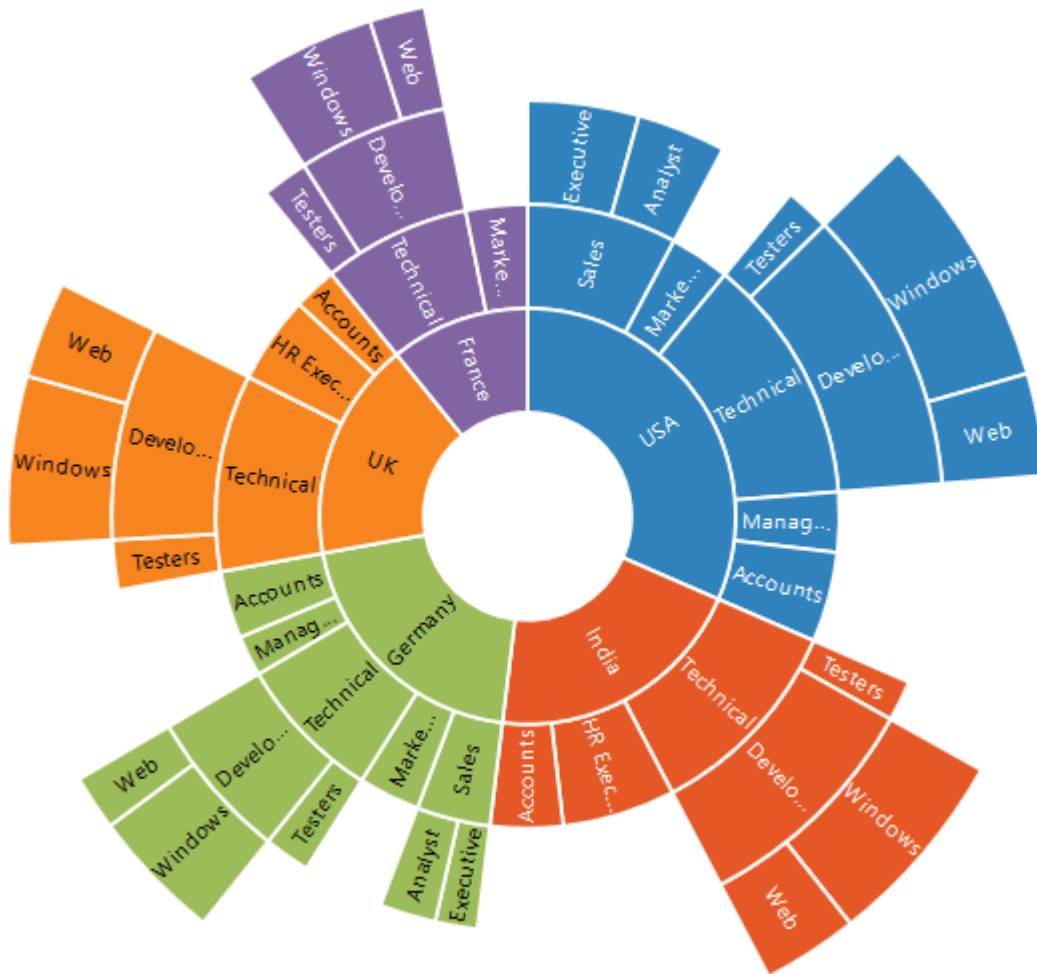 USA
Sales
Executive
Analyst
Marke...
Technical
Testers
Develo...
Windows
Web
Manag...
Accounts
India
Technical
Testers
Develo...
Windows
Web
HR Exec...
Accounts
Germany
Sales
Executive
Analyst
Marke...
Technical
Testers
Develo...
Windows
Web
Manag...
Accounts
UK
Technical
Testers
Develo...
Windows
Web
HR Exec...
Accounts
France
Technical
Testers
Develo...
Windows
Web
Marke...